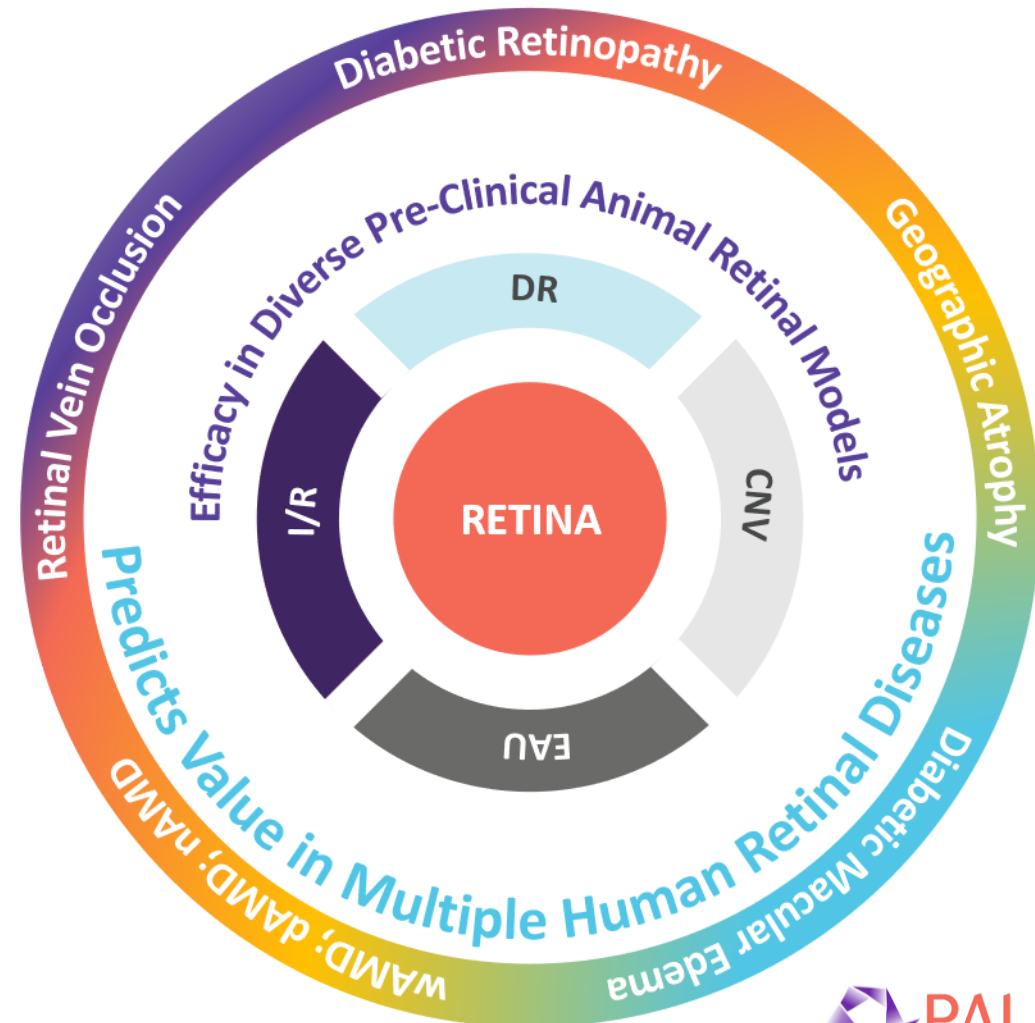 Diabetic Retinopathy
Geographic Atrophy
Diabetic Macular Edema
wAMD; dAMD; nAMD
Retinal Vein Occlusion
Efficacy in Diverse Pre-Clinical Animal Retinal Models
DR
CNV
EAU
I/R
RETINA
Predicts Value in Multiple Human Retinal Diseases